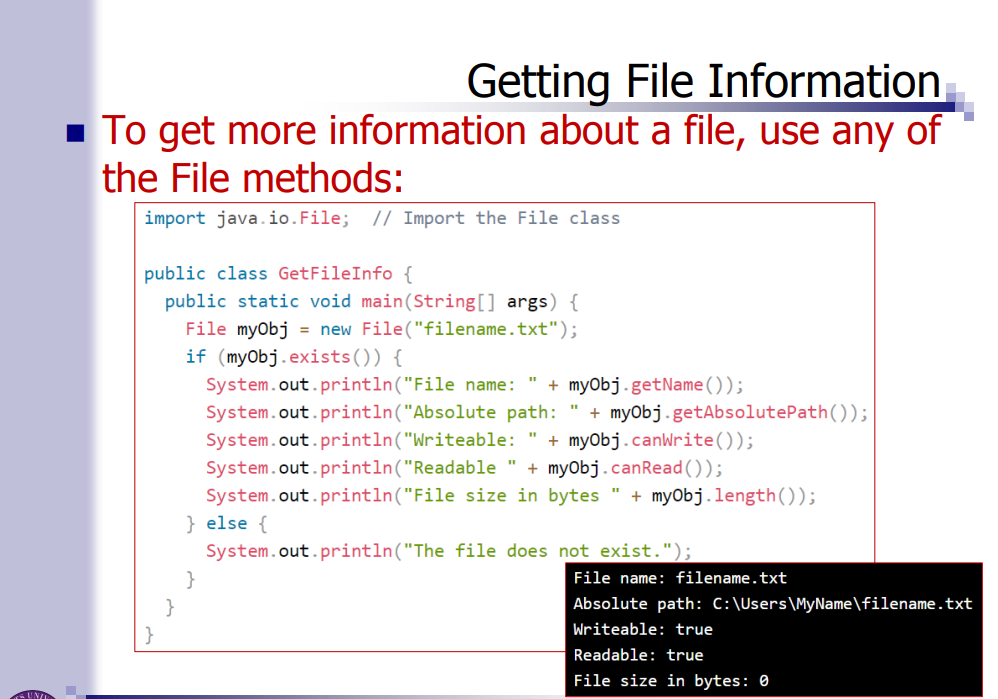 Getting File Information
To get more information about a file, use any of
the File methods:
import java.io.File;  // Import the File class
public class GetFileInfo {
  public static void main(String[] args) {
    File myObj = new File("filename.txt");
    if (myObj.exists()) {
      System.out.println("File name: " + myObj.getName());
      System.out.println("Absolute path: " + myObj.getAbsolutePath());
      System.out.println("Writeable: " + myObj.canWrite());
      System.out.println("Readable " + myObj.canRead());
      System.out.println("File size in bytes " + myObj.length());
    } else {
      System.out.println("The file does not exist.");
    }
  }
}
File name: filename.txt
Absolute path: C:\Users\MyName\filename.txt
Writeable: true
Readable: true
File size in bytes: 0